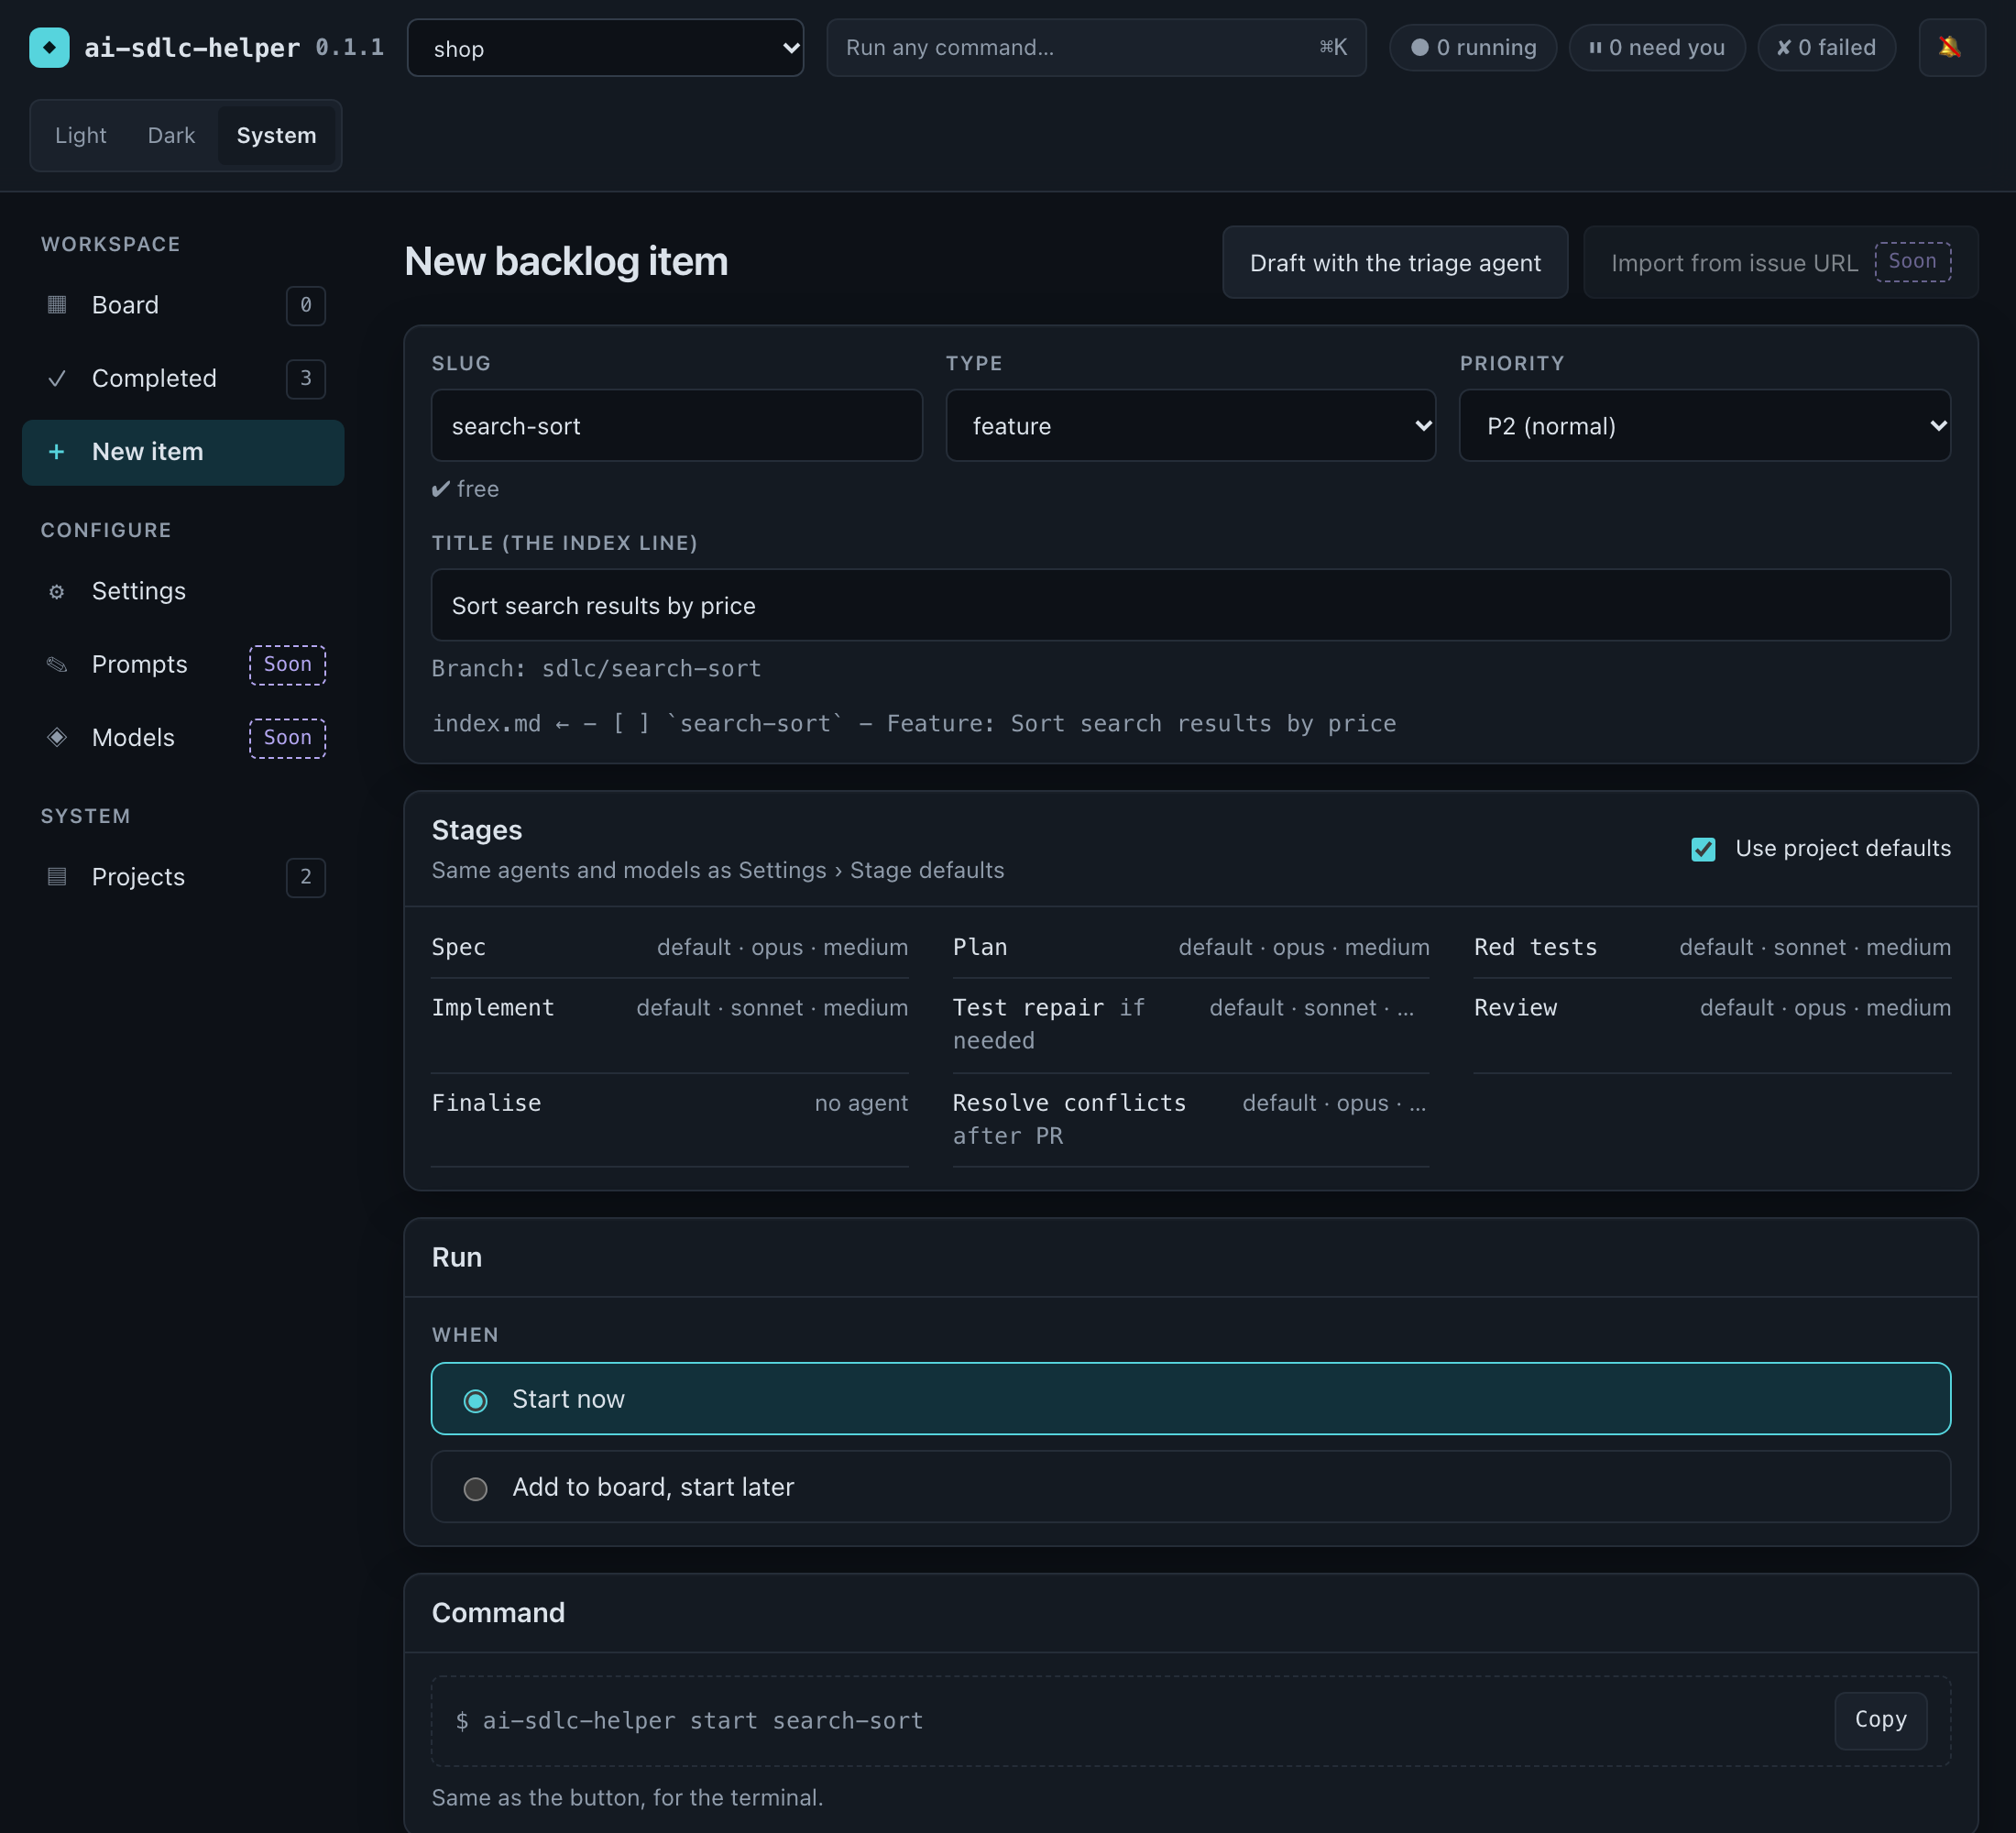 ai-sdlc-helper 0.1.1
shop
Run any command... ⌘K
0 running
0 need you
✘ 0 failed
Light Dark System
WORKSPACE
Board 0
✓ Completed 3
+ New item
CONFIGURE
Settings
Prompts Soon
Models Soon
SYSTEM
Projects 2
New backlog item
Draft with the triage agent
Import from issue URL Soon
SLUG TYPE PRIORITY
search-sort feature P2 (normal)
✔ free
TITLE (THE INDEX LINE)
Sort search results by price
Branch: sdlc/search-sort
index.md ← - [ ] `search-sort` - Feature: Sort search results by price
Stages
Same agents and models as Settings › Stage defaults
Use project defaults
Spec default · opus · medium
Plan default · opus · medium
Red tests default · sonnet · medium
Implement default · sonnet · medium
Test repair if needed default · sonnet · ...
Review default · opus · medium
Finalise no agent
Resolve conflicts after PR default · opus · ...
Run
WHEN
Start now
Add to board, start later
Command
$ ai-sdlc-helper start search-sort
Copy
Same as the button, for the terminal.